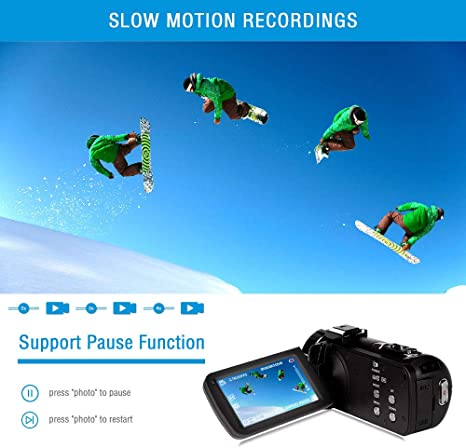 SLOW MOTION RECORDINGS
Support Pause Function
press "photo" to pause
press "photo" to restart